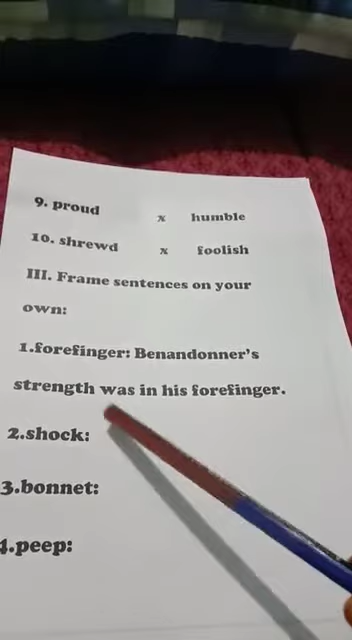 9. proud x humble
10. shrewd x foolish
III. Frame sentences on your
own:
1.forefinger: Benandonner's
strength was in his forefinger.
2.shock:
3.bonnet:
4.peep: